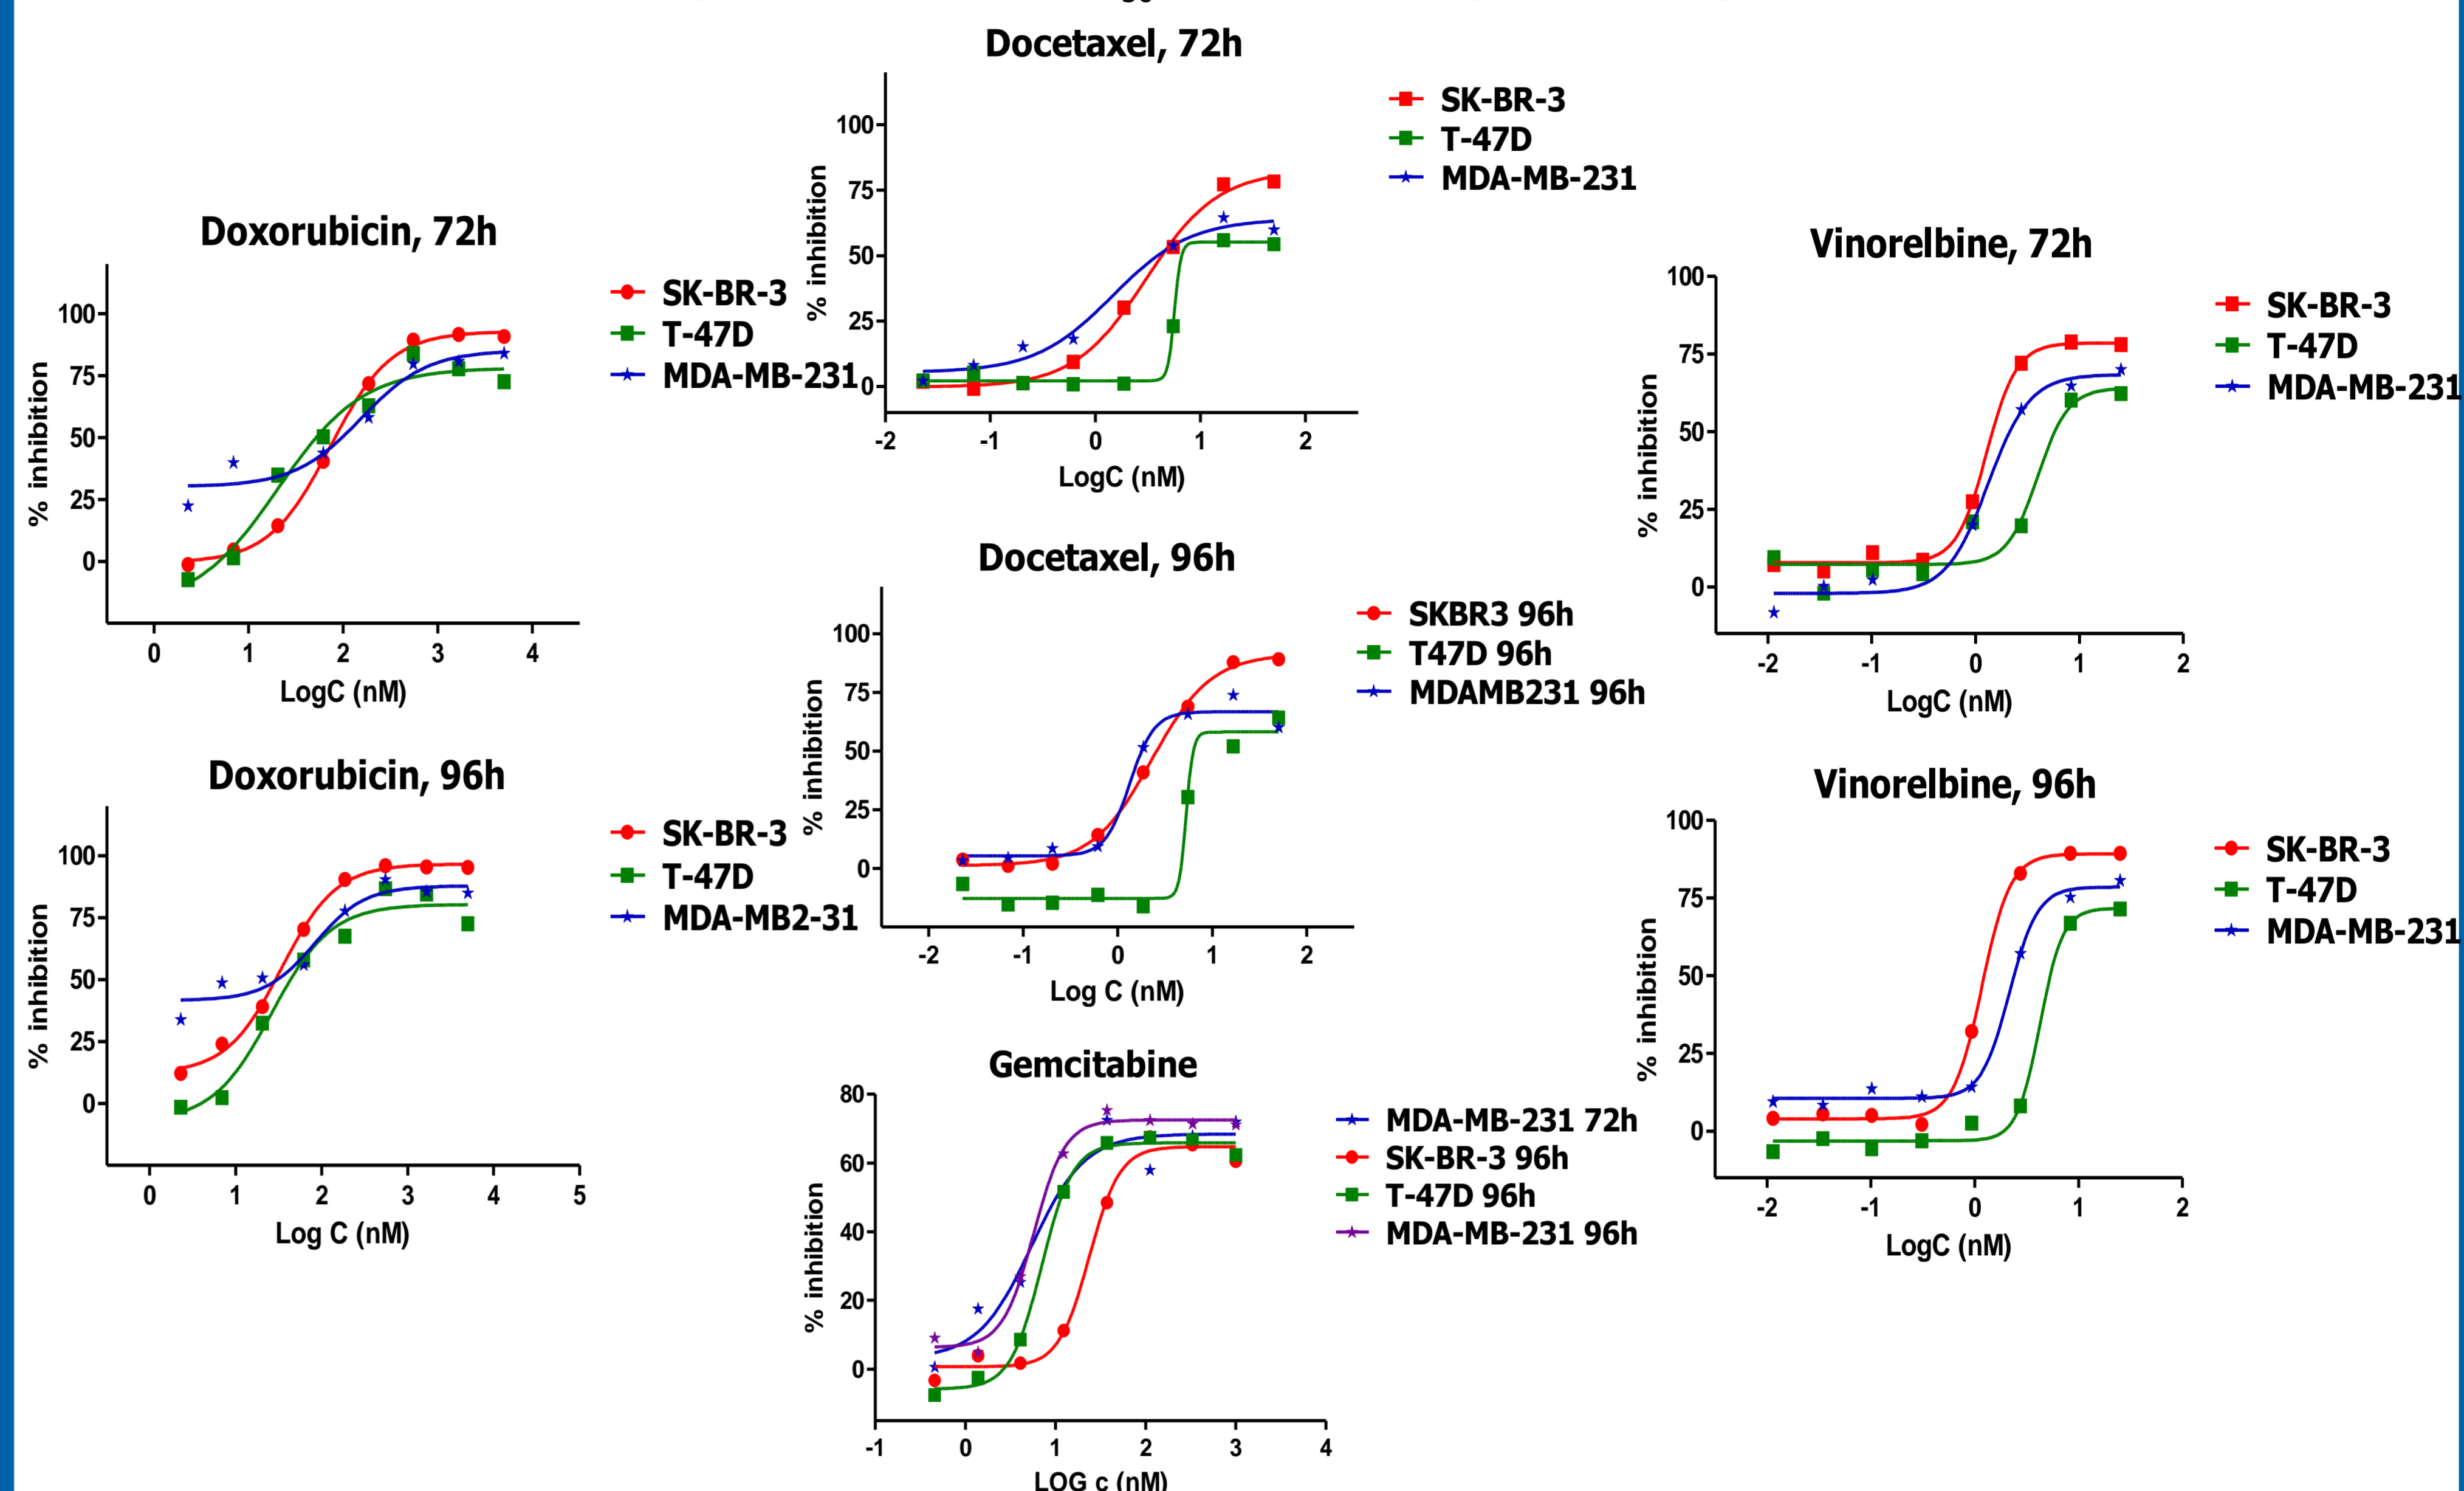 Docetaxel, 72h
100
75
50
25
0
-2 -1 0 1 2
% inhibition
LogC (nM)
SK-BR-3
T-47D
MDA-MB-231
Doxorubicin, 72h
100
75
50
25
0
0 1 2 3 4
% inhibition
LogC (nM)
SK-BR-3
T-47D
MDA-MB-231
Vinorelbine, 72h
100
75
50
25
0
-2 -1 0 1 2
% inhibition
LogC (nM)
SK-BR-3
T-47D
MDA-MB-231
Docetaxel, 96h
100
75
50
25
0
-2 -1 0 1 2
% inhibition
Log C (nM)
SKBR3 96h
T47D 96h
MDAMB231 96h
Doxorubicin, 96h
100
75
50
25
0
0 1 2 3 4 5
% inhibition
Log C (nM)
SK-BR-3
T-47D
MDA-MB2-31
Vinorelbine, 96h
100
75
50
25
0
-2 -1 0 1 2
% inhibition
LogC (nM)
SK-BR-3
T-47D
MDA-MB-231
Gemcitabine
80
60
40
20
0
-1 0 1 2 3 4
% inhibition
LOG c (nM)
MDA-MB-231 72h
SK-BR-3 96h
T-47D 96h
MDA-MB-231 96h